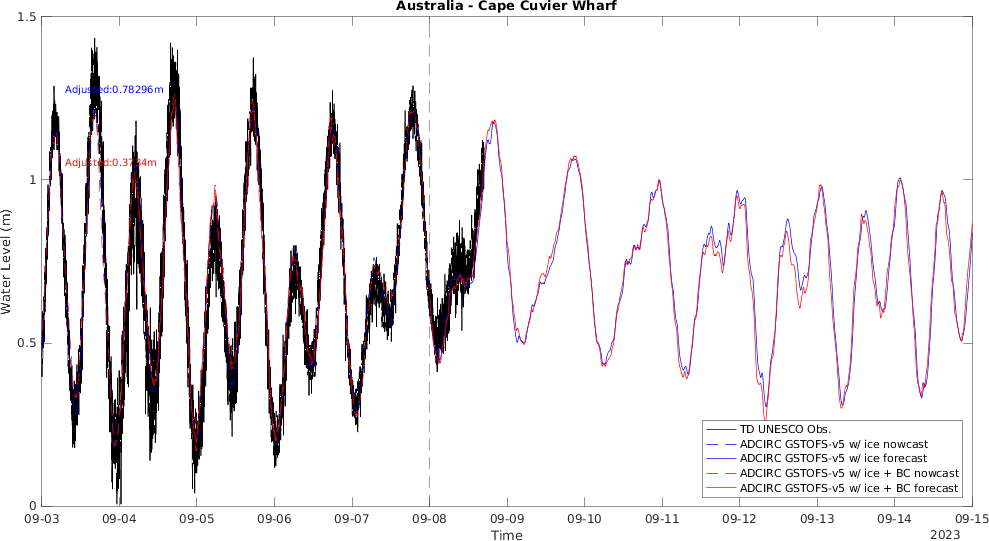 Australia - Cape Cuvier Wharf
1.5
1
0.5
0
Water Level (m)
Adjusted:0.78296m
TD UNESCO Obs.
ADCIRC GSTOFS-v5 w/ ice nowcast
ADCIRC GSTOFS-v5 w/ ice forecast
ADCIRC GSTOFS-v5 w/ ice + BC nowcast
ADCIRC GSTOFS-v5 w/ ice + BC forecast
09-03 09-04 09-05 09-06 09-07 09-08 09-09 09-10 09-11 09-12 09-13 09-14 09-15
Time
2023